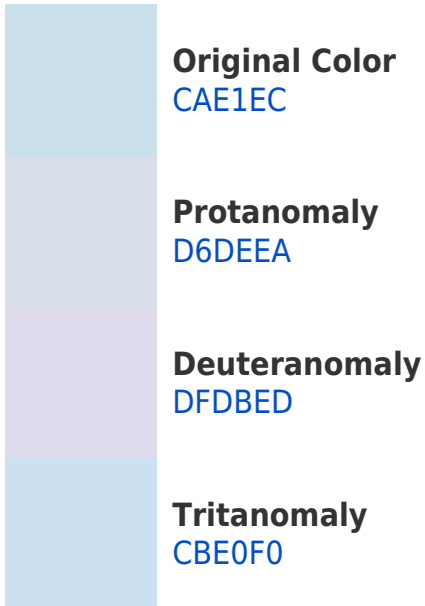 Original Color
CAE1EC
Protanomaly
D6DEEA
Deuteranomaly
DFDBED
Tritanomaly
CBE0F0